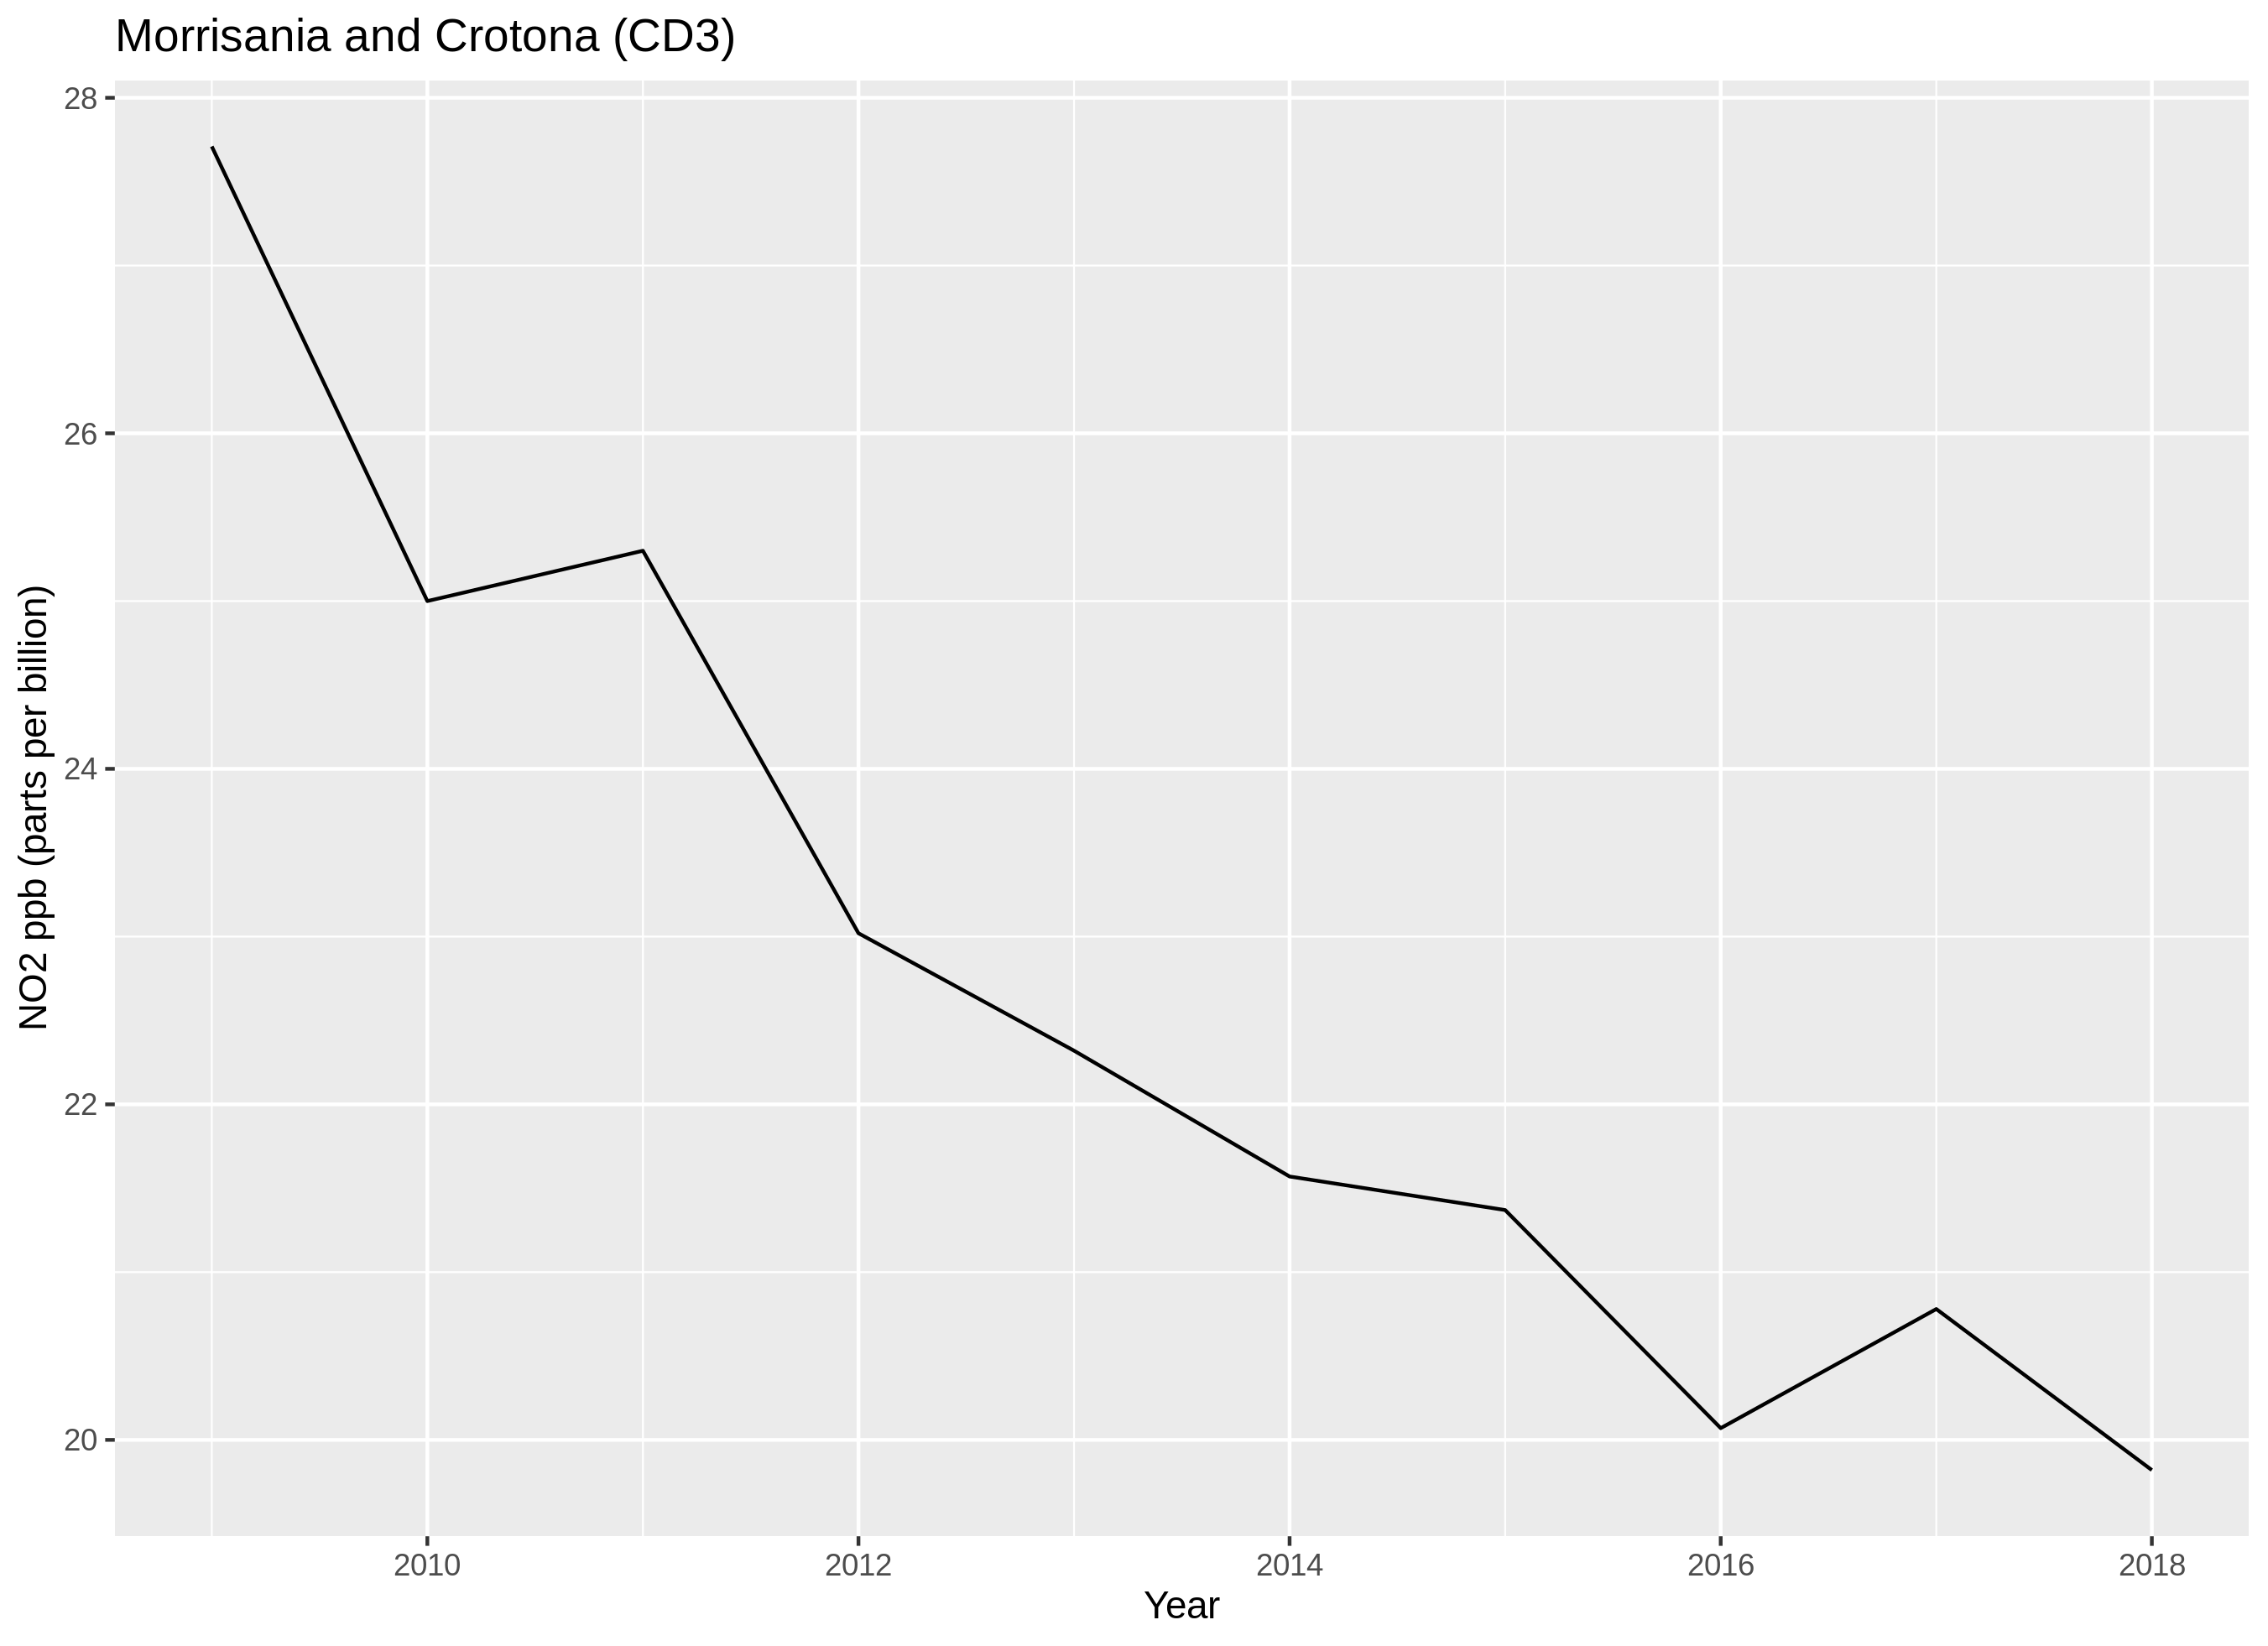 Morrisania and Crotona (CD3)
NO2 ppb (parts per billion)
28
26
24
22
20
2010 2012 2014 2016 2018
Year